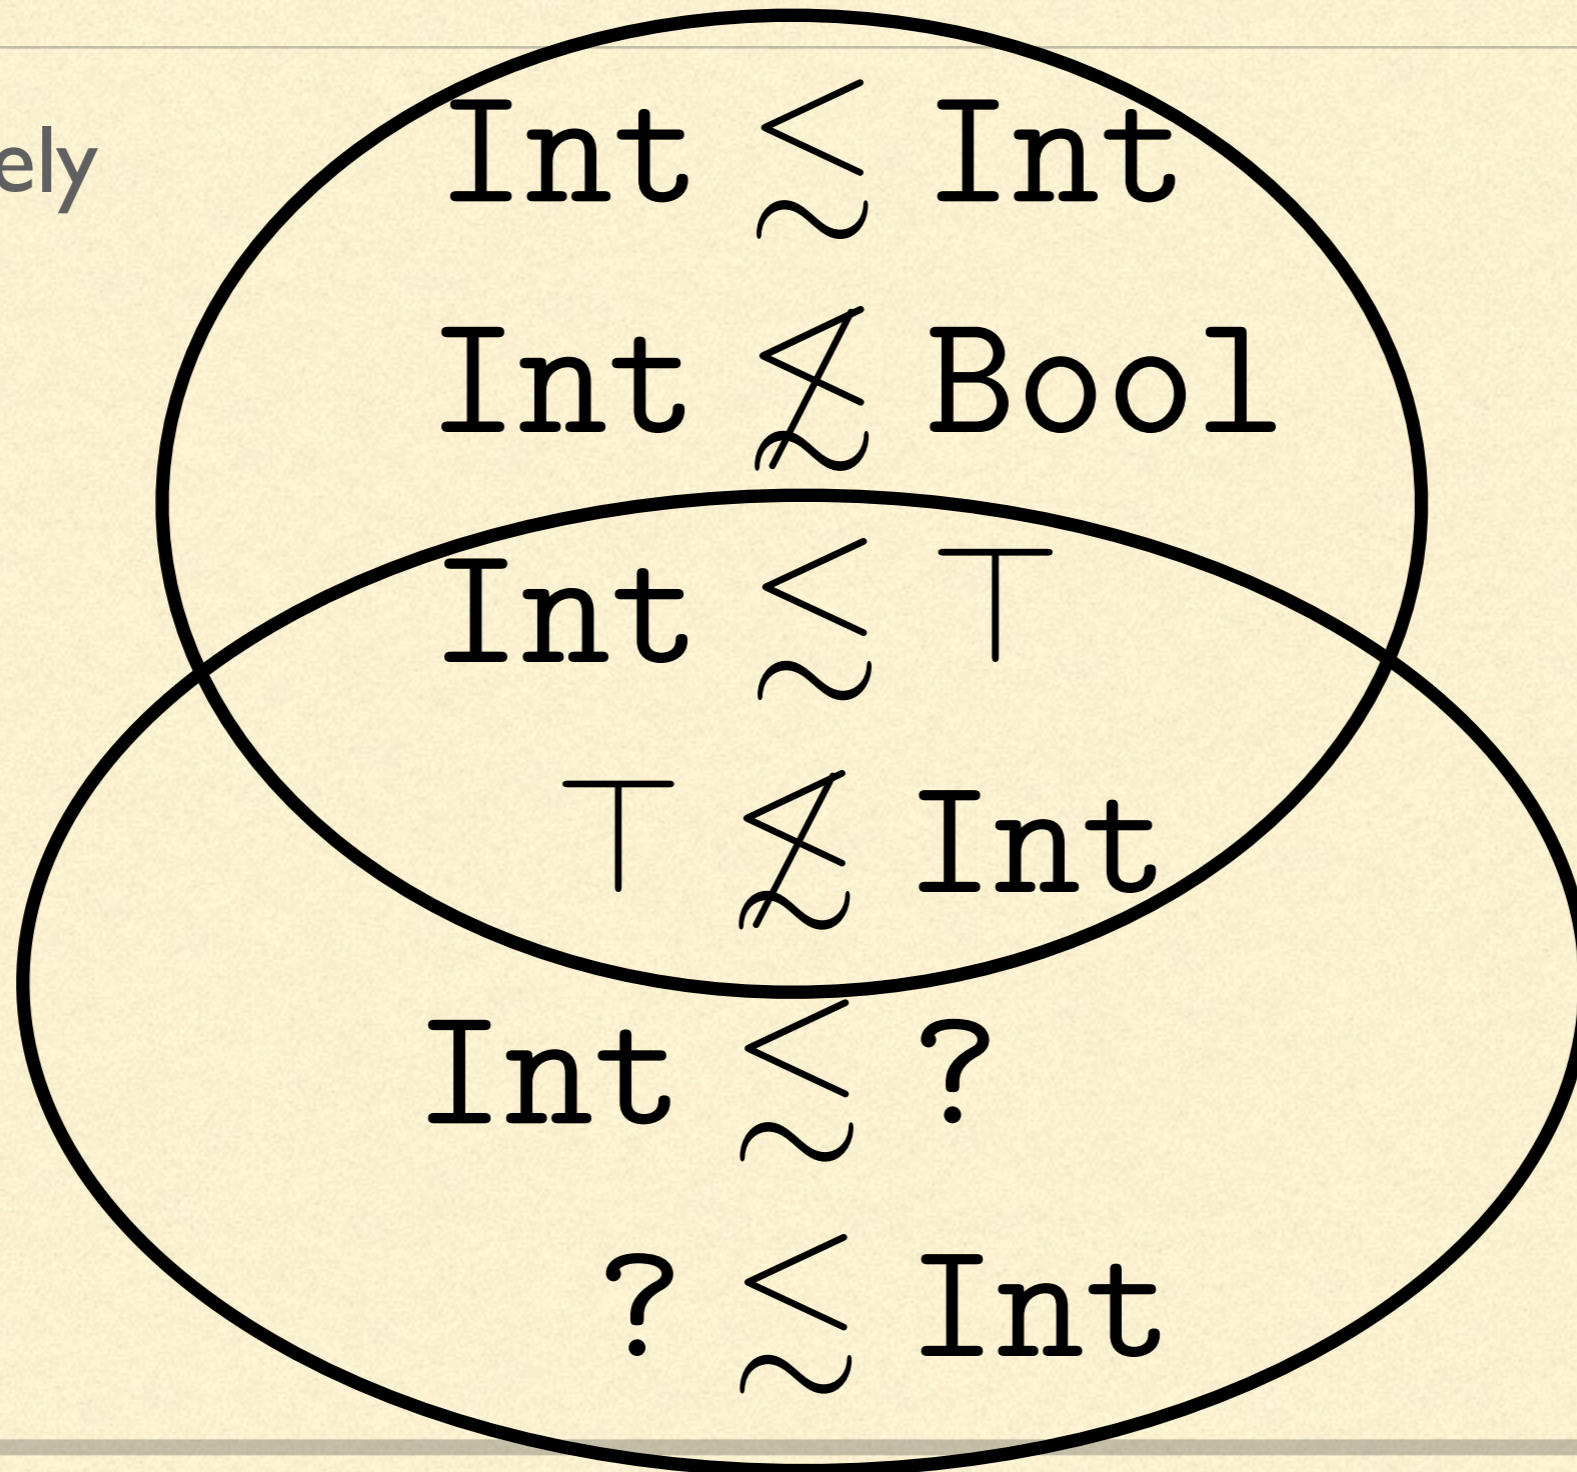 ely
Int ≲ Int
Int ≴ Bool
Int ≲ ⊤
⊤ ≴ Int
Int ≲ ?
? ≲ Int